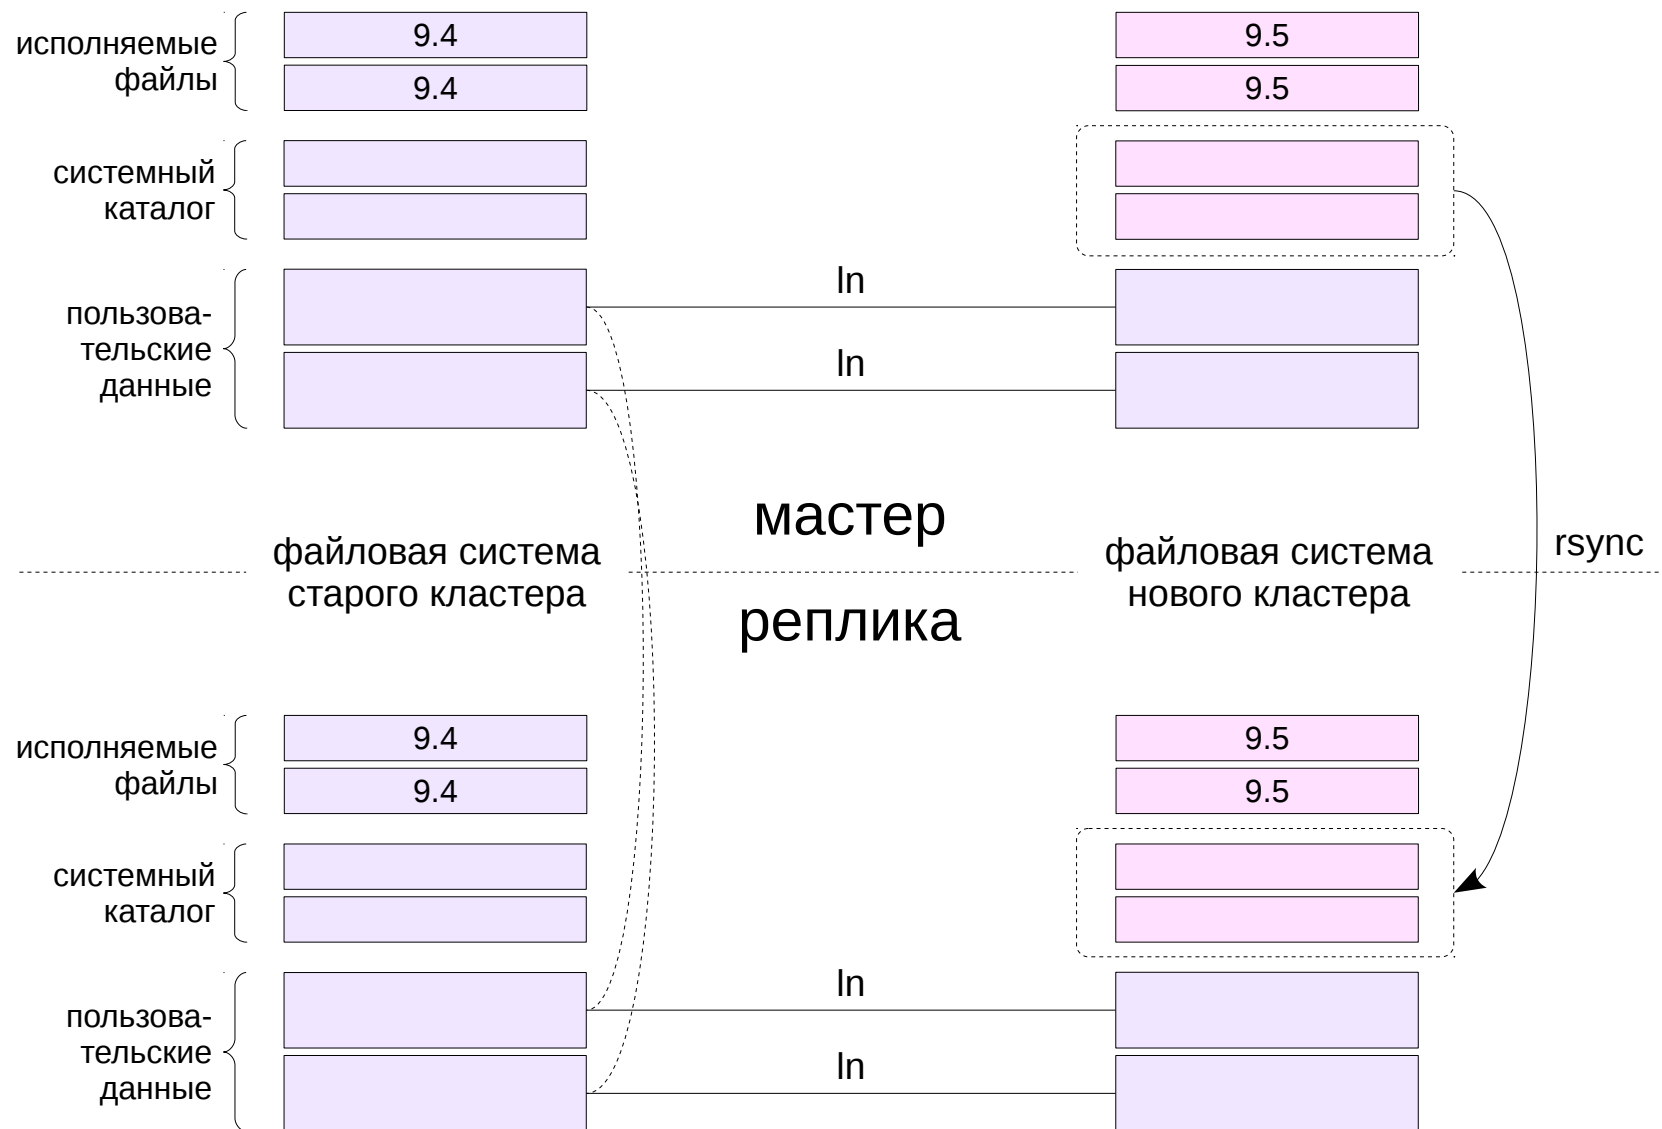 исполняемые
файлы
9.4
9.4
9.5
9.5
системный
каталог
пользова-
тельские
данные
ln
ln
мастер
файловая система
старого кластера
файловая система
нового кластера
rsync
реплика
исполняемые
файлы
9.4
9.4
9.5
9.5
системный
каталог
пользова-
тельские
данные
ln
ln